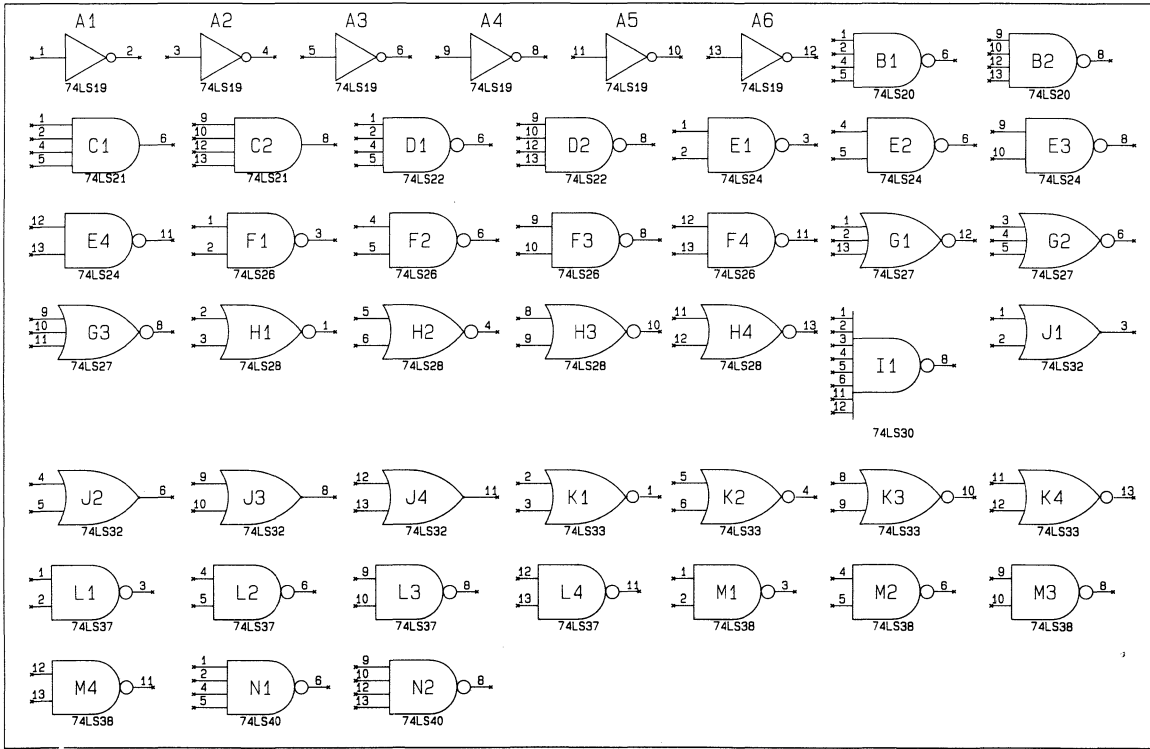 A1 A2 A3 A4 A5 A6
1 2 3 4 5 6 9 8 11 10 13 12 1 2 4 5 B1 6 9 10 12 13 B2 8
74LS19 74LS19 74LS19 74LS19 74LS19 74LS19 74LS20 74LS20
1 2 4 5 C1 6 9 10 12 13 C2 8 1 2 4 5 D1 6 9 10 12 13 D2 8 1 2 E1 3 4 5 E2 6 9 10 E3 8
74LS21 74LS21 74LS22 74LS22 74LS24 74LS24 74LS24
12 13 E4 11 1 2 F1 3 4 5 F2 6 9 10 F3 8 12 13 F4 11 1 2 13 G1 12 3 4 5 G2 6
74LS24 74LS26 74LS26 74LS26 74LS26 74LS27 74LS27
9 10 11 G3 8 2 3 H1 1 5 6 H2 4 8 9 H3 10 11 12 H4 13 1 2 3 4 5 6 11 12 I1 8 1 2 J1 3
74LS27 74LS28 74LS28 74LS28 74LS28 74LS30 74LS32
4 5 J2 6 9 10 J3 8 12 13 J4 11 2 3 K1 1 5 6 K2 4 8 9 K3 10 11 12 K4 13
74LS32 74LS32 74LS32 74LS33 74LS33 74LS33 74LS33
1 2 L1 3 4 5 L2 6 9 10 L3 8 12 13 L4 11 1 2 M1 3 4 5 M2 6 9 10 M3 8
74LS37 74LS37 74LS37 74LS37 74LS38 74LS38 74LS38
12 13 M4 11 1 2 4 5 N1 6 9 10 12 13 N2 8
74LS38 74LS40 74LS40